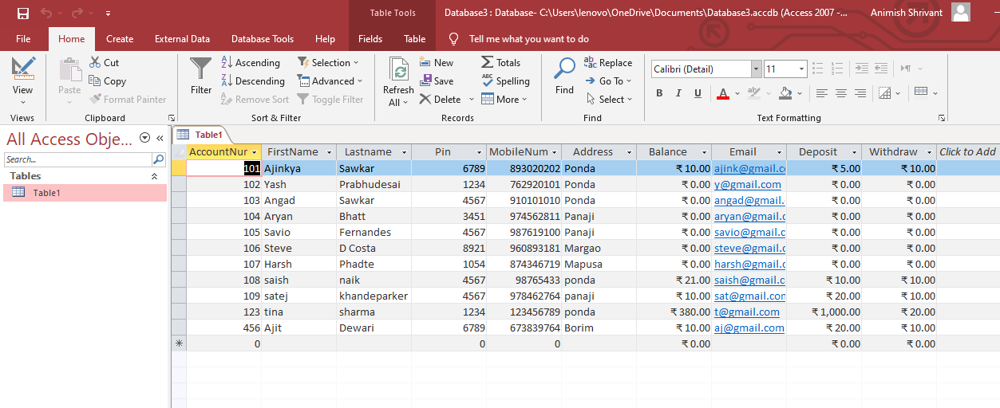 Table Tools
Database3 : Database- C:\Users\lenovo\OneDrive\Documents\Database3.accdb (Access 2007 -...
Animish Shrivant
File Home Create External Data Database Tools Help Fields Table Tell me what you want to do
View
Views
Paste
Cut
Copy
Format Painter
Clipboard
Filter
Ascending
Descending
Remove Sort
Selection
Advanced
Toggle Filter
Sort & Filter
Refresh All
New
Save
Delete
Totals
Spelling
More
Records
Find
Replace
Go To
Select
Find
Calibri (Detail) 11
B I U A
Text Formatting
All Access Obje...
Search...
Tables
Table1
Table1
AccountNur FirstName Lastname Pin MobileNum Address Balance Email Deposit Withdraw Click to Add
101 Ajinkya Sawkar 6789 893020202 Ponda ₹ 10.00 ajink@gmail.c ₹ 5.00 ₹ 10.00
102 Yash Prabhudesai 1234 762920101 Ponda ₹ 0.00 y@gmail.com ₹ 0.00 ₹ 0.00
103 Angad Sawkar 4567 910101010 Ponda ₹ 0.00 angad@gmail. ₹ 0.00 ₹ 0.00
104 Aryan Bhatt 3451 974562811 Panaji ₹ 0.00 aryan@gmail.c ₹ 0.00 ₹ 0.00
105 Savio Fernandes 4567 987619100 Panaji ₹ 0.00 savio@gmail.c ₹ 0.00 ₹ 0.00
106 Steve D Costa 8921 960893181 Margao ₹ 0.00 steve@gmail.c ₹ 0.00 ₹ 0.00
107 Harsh Phadte 1054 874346719 Mapusa ₹ 0.00 harsh@gmail.c ₹ 0.00 ₹ 0.00
108 saish naik 4567 98765433 ponda ₹ 21.00 saish@gmail.c ₹ 10.00 ₹ 10.00
109 satej khandeparker 4567 978462764 panaji ₹ 10.00 sat@gmail.con ₹ 20.00 ₹ 10.00
123 tina sharma 1234 123456789 ponda ₹ 380.00 t@gmail.com ₹ 1,000.00 ₹ 20.00
456 Ajit Dewari 6789 673839764 Borim ₹ 10.00 aj@gmail.com ₹ 20.00 ₹ 10.00
0 0 0 ₹ 0.00 ₹ 0.00 ₹ 0.00